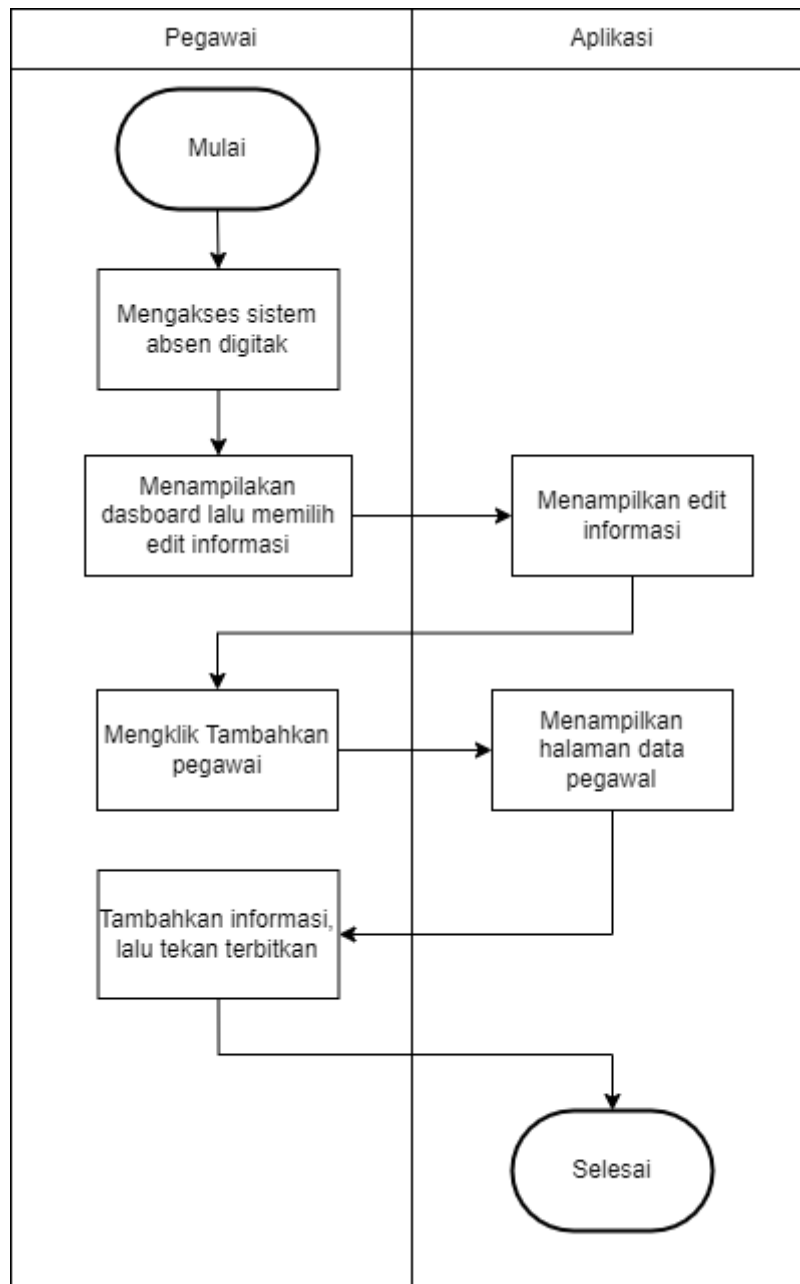 Pegawai
Aplikasi
Mulai
Mengakses sistem
absen digitak
Menampilakan
dasboard lalu memilih
edit informasi
Menampilkan edit
informasi
Mengklik Tambahkan
pegawai
Menampilkan
halaman data
pegawal
Tambahkan informasi,
lalu tekan terbitkan
Selesai